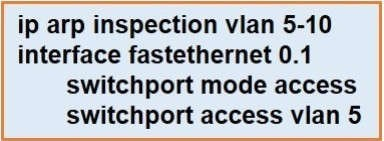 ip arp inspection vlan 5-10
interface fastethernet 0.1
switchport mode access
switchport access vlan 5